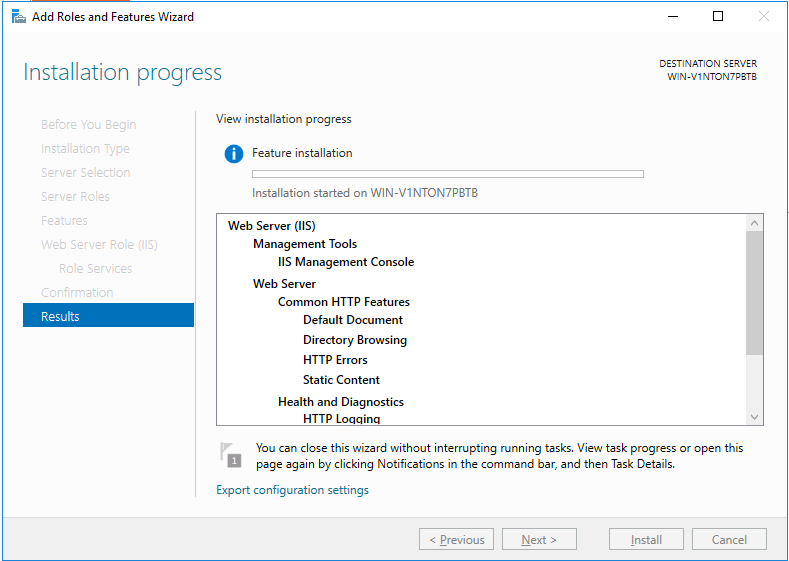 Add Roles and Features Wizard
Installation progress
DESTINATION SERVER
WIN-V1NTON7PBTB
Before You Begin
Installation Type
Server Selection
Server Roles
Features
Web Server Role (IIS)
Role Services
Confirmation
Results
View installation progress
Feature installation
Installation started on WIN-V1NTON7PBTB
Web Server (IIS)
Management Tools
IIS Management Console
Web Server
Common HTTP Features
Default Document
Directory Browsing
HTTP Errors
Static Content
Health and Diagnostics
HTTP Logging
1
You can close this wizard without interrupting running tasks. View task progress or open this
page again by clicking Notifications in the command bar, and then Task Details.
Export configuration settings
< Previous
Next >
Install
Cancel